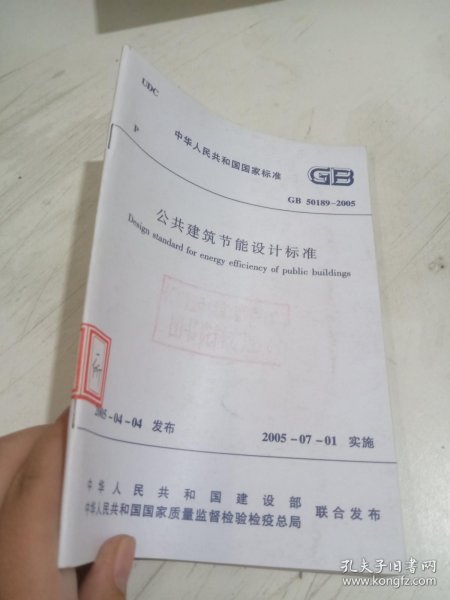 UDC
中华人民共和国国家标准
GB
P
GB 50189-2005
公共建筑节能设计标准
Design standard for energy efficiency of public buildings
2005-04-04 发布
2005-07-01 实施
中华人民共和国建设部
中华人民共和国国家质量监督检验检疫总局
联合发布
孔夫子旧书网
www.kongfz.com